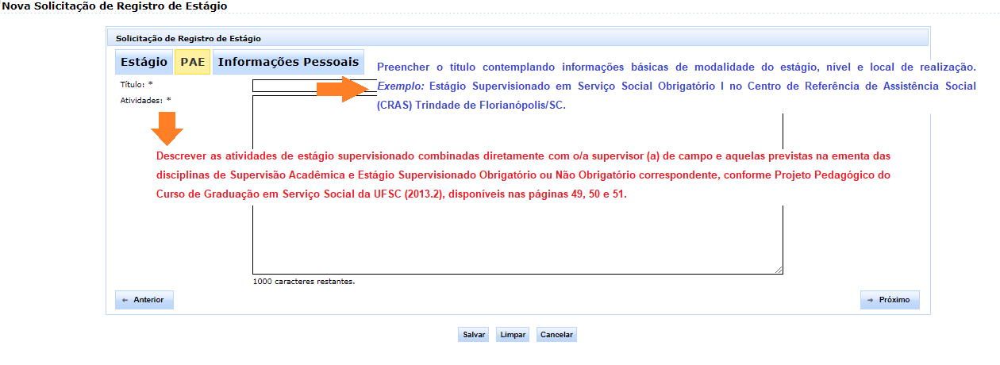 Nova Solicitação de Registro de Estágio
Solicitação de Registro de Estágio
Estágio PAE Informações Pessoais
Título: *
Preencher o título contemplando informações básicas de modalidade do estágio, nível e local de realização.
Exemplo: Estágio Supervisionado em Serviço Social Obrigatório I no Centro de Referência de Assistência Social
(CRAS) Trindade de Florianópolis/SC.
Atividades: *
Descrever as atividades de estágio supervisionado combinadas diretamente com o/a supervisor (a) de campo e aquelas previstas na ementa das
disciplinas de Supervisão Acadêmica e Estágio Supervisionado Obrigatório ou Não Obrigatório correspondente, conforme Projeto Pedagógico do
Curso de Graduação em Serviço Social da UFSC (2013.2), disponíveis nas páginas 49, 50 e 51.
1000 caracteres restantes.
← Anterior
→ Próximo
Salvar Limpar Cancelar